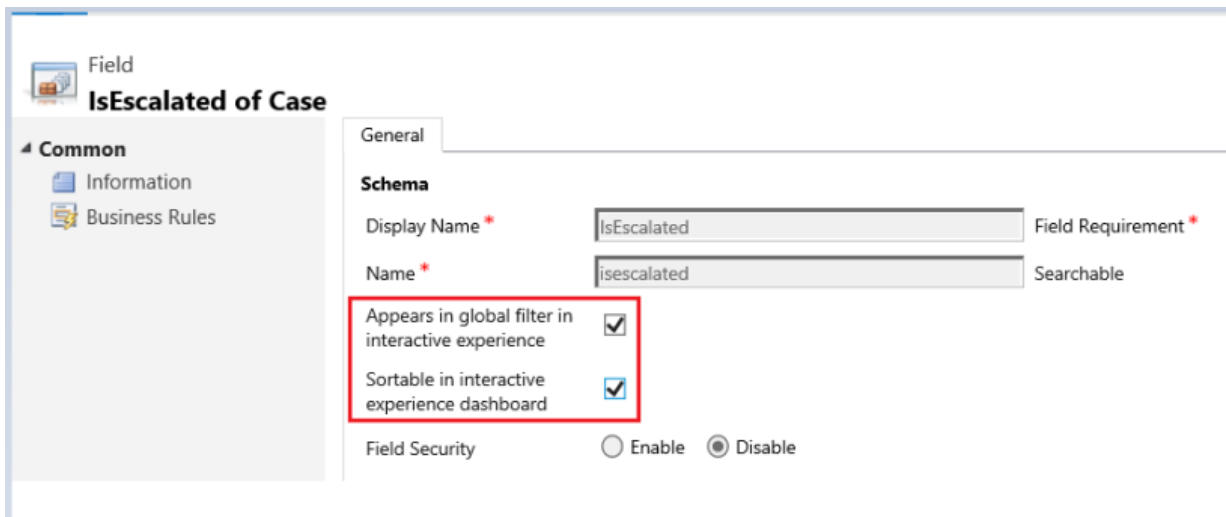 Field
IsEscalated of Case
Common
Information
Business Rules
General
Schema
Display Name * IsEscalated Field Requirement *
Name * isescalated Searchable
Appears in global filter in
interactive experience
Sortable in interactive
experience dashboard
Field Security Enable Disable